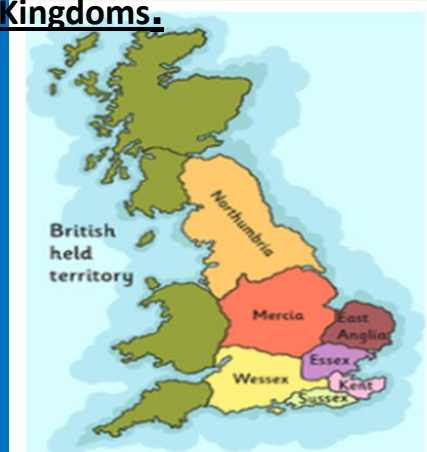 Kingdoms.
Northumbria
British
held
territory
Mercia
East
Anglia
Essex
Wessex
Kent
Sussex